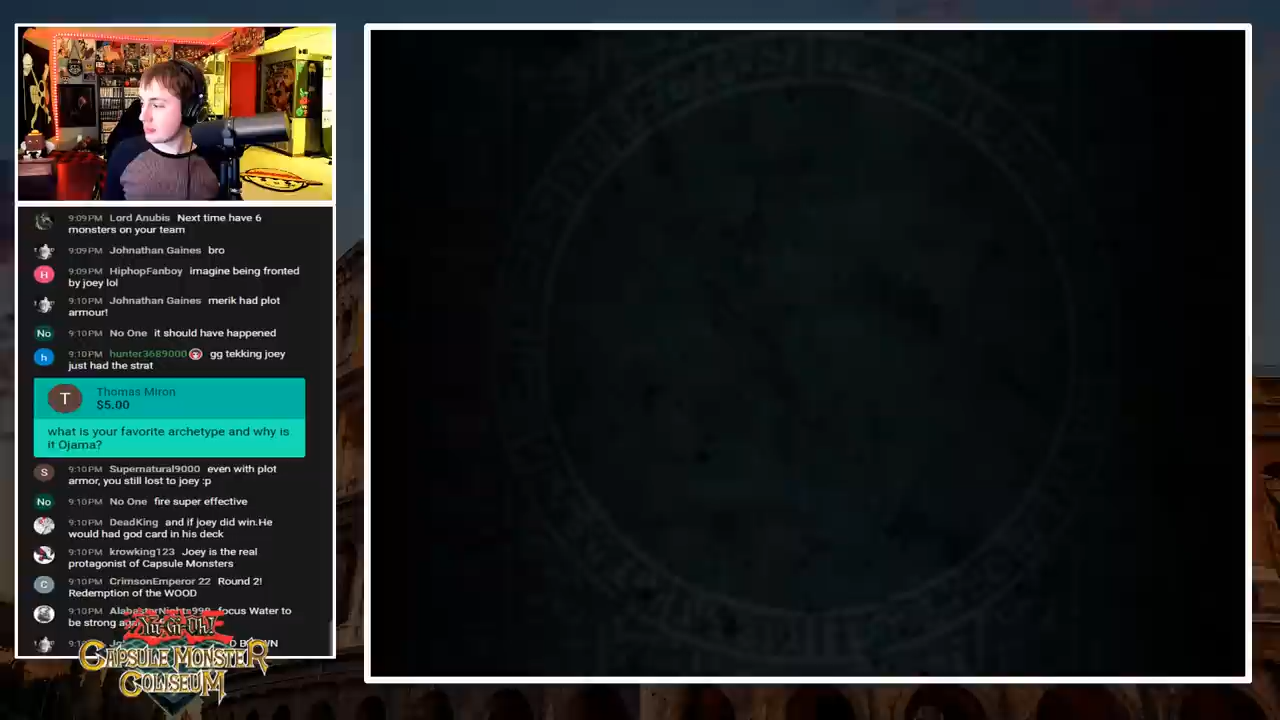 9:09PM Lord Anubis Next time have 6
monsters on your team
9:09PM Johnathan Gaines bro
H 9:09PM HiphopFanboy imagine being fronted
by joey lol
9:10PM Johnathan Gaines merik had plot
armour!
No 9:10PM No One it should have happened
h 9:10PM hunter3689000 gg tekking joey
just had the strat
T Thomas Miron
$5.00
what is your favorite archetype and why is
it Ojama?
S 9:10PM Supernatural9000 even with plot
armor, you still lost to joey :p
No 9:10PM No One fire super effective
9:10PM DeadKing and if joey did win.He
would had god card in his deck
9:10PM krowking123 Joey is the real
protagonist of Capsule Monsters
C 9:10PM CrimsonEmperor 22 Round 2!
Redemption of the WOOD
9:10PM focus Water to
be strong
Yu-Gi-Oh!
Capsule Monster
Coliseum